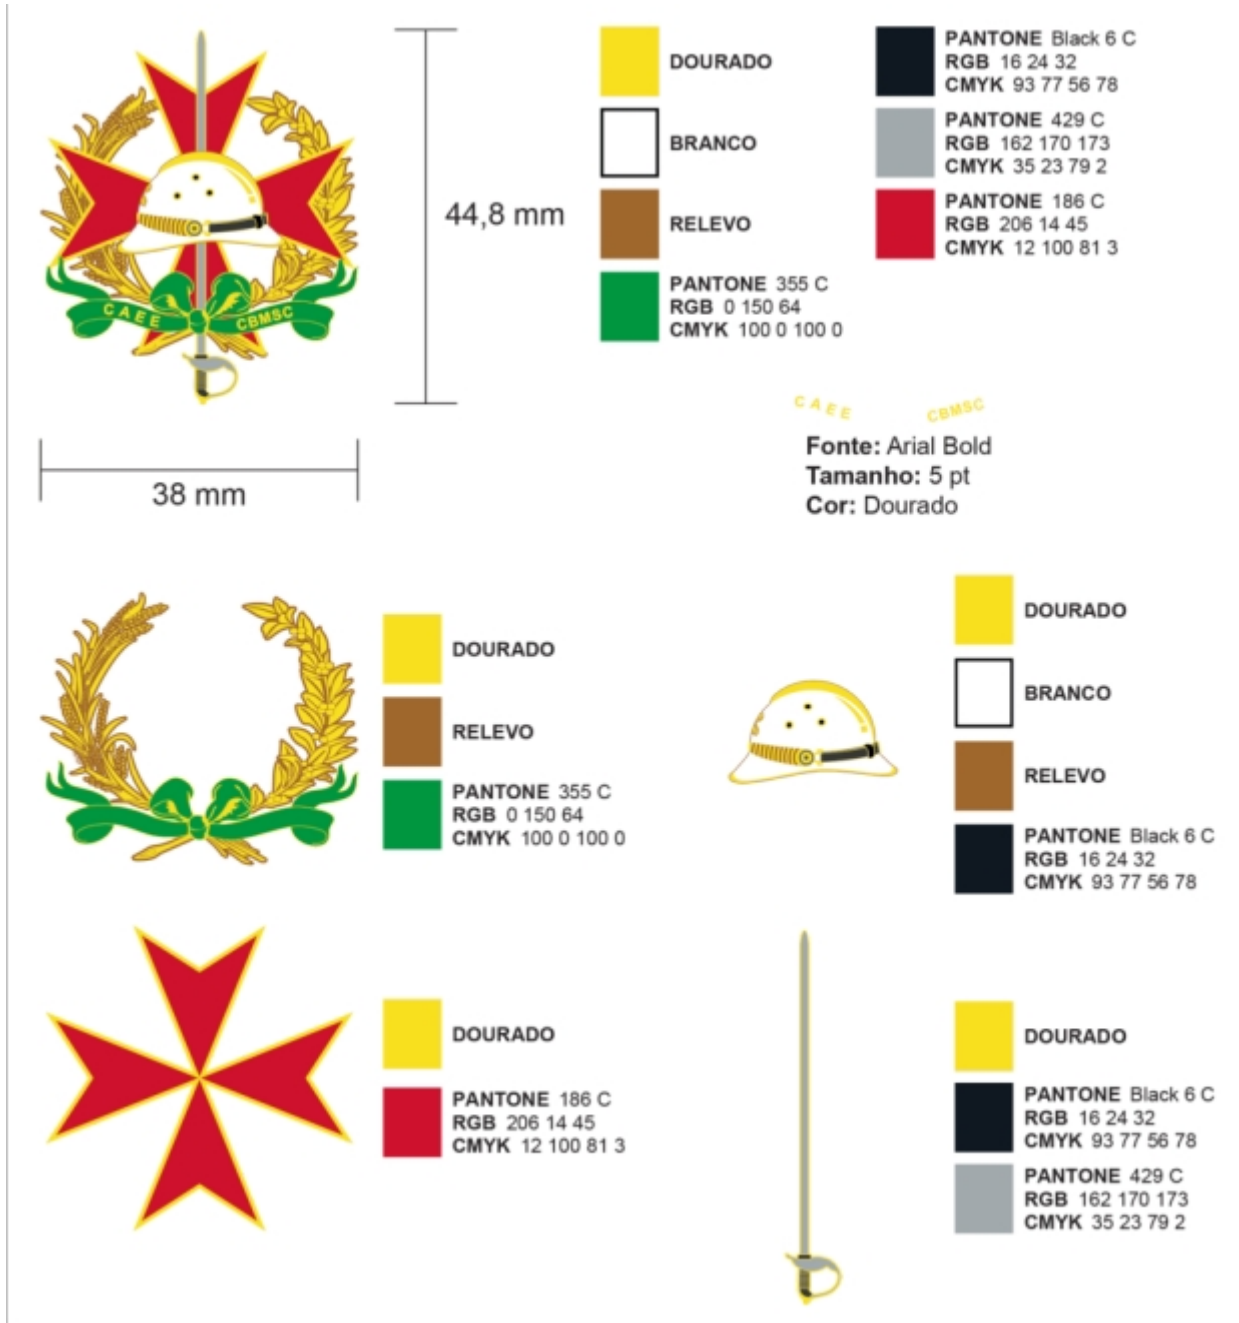 CAEE CBMSC
44,8 mm
38 mm
DOURADO
BRANCO
RELEVO
PANTONE 355 C
RGB 0 150 64
CMYK 100 0 100 0
PANTONE Black 6 C
RGB 16 24 32
CMYK 93 77 56 78
PANTONE 429 C
RGB 162 170 173
CMYK 35 23 79 2
PANTONE 186 C
RGB 206 14 45
CMYK 12 100 81 3
CAEE CBMSC
Fonte: Arial Bold
Tamanho: 5 pt
Cor: Dourado
DOURADO
RELEVO
PANTONE 355 C
RGB 0 150 64
CMYK 100 0 100 0
DOURADO
BRANCO
RELEVO
PANTONE Black 6 C
RGB 16 24 32
CMYK 93 77 56 78
DOURADO
PANTONE 186 C
RGB 206 14 45
CMYK 12 100 81 3
DOURADO
PANTONE Black 6 C
RGB 16 24 32
CMYK 93 77 56 78
PANTONE 429 C
RGB 162 170 173
CMYK 35 23 79 2